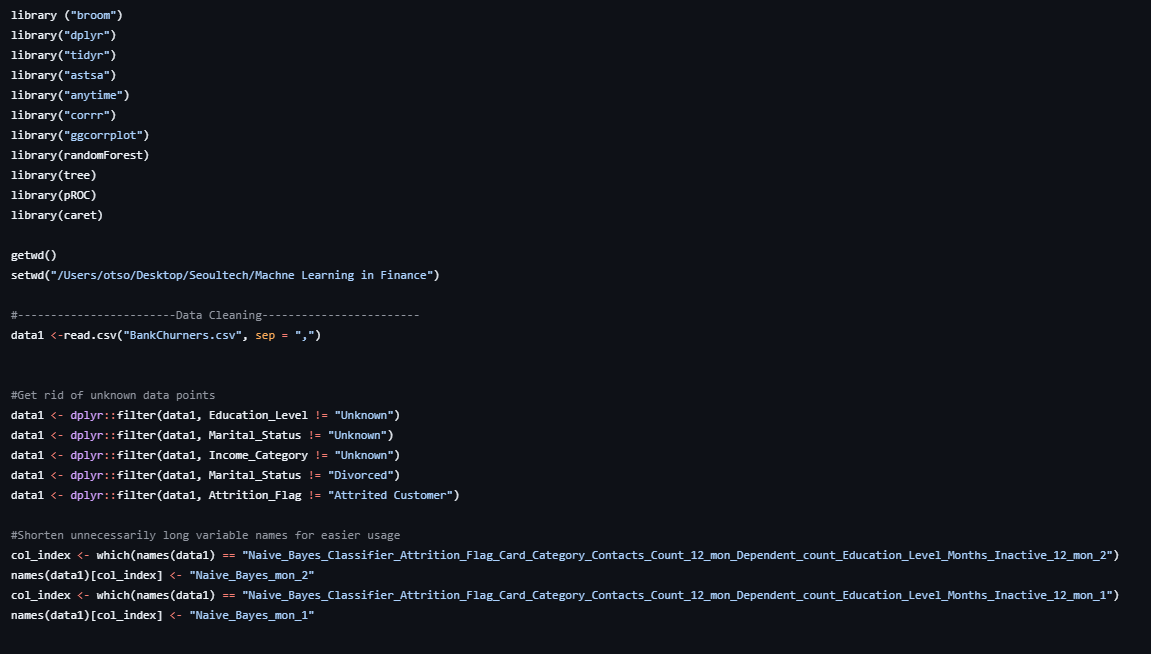 library ("broom")
library("dplyr")
library("tidyr")
library("astsa")
library("anytime")
library("corrr")
library("ggcorrplot")
library(randomForest)
library(tree)
library(pROC)
library(caret)
getwd()
setwd("/Users/otso/Desktop/Seoultech/Machne Learning in Finance")
#------------------------Data Cleaning------------------------
data1 <-read.csv("BankChurners.csv", sep = ",")
#Get rid of unknown data points
data1 <- dplyr::filter(data1, Education_Level != "Unknown")
data1 <- dplyr::filter(data1, Marital_Status != "Unknown")
data1 <- dplyr::filter(data1, Income_Category != "Unknown")
data1 <- dplyr::filter(data1, Marital_Status != "Divorced")
data1 <- dplyr::filter(data1, Attrition_Flag != "Attrited Customer")
#Shorten unnecessarily long variable names for easier usage
col_index <- which(names(data1) == "Naive_Bayes_Classifier_Attrition_Flag_Card_Category_Contacts_Count_12_mon_Dependent_count_Education_Level_Months_Inactive_12_mon_2")
names(data1)[col_index] <- "Naive_Bayes_mon_2"
col_index <- which(names(data1) == "Naive_Bayes_Classifier_Attrition_Flag_Card_Category_Contacts_Count_12_mon_Dependent_count_Education_Level_Months_Inactive_12_mon_1")
names(data1)[col_index] <- "Naive_Bayes_mon_1"